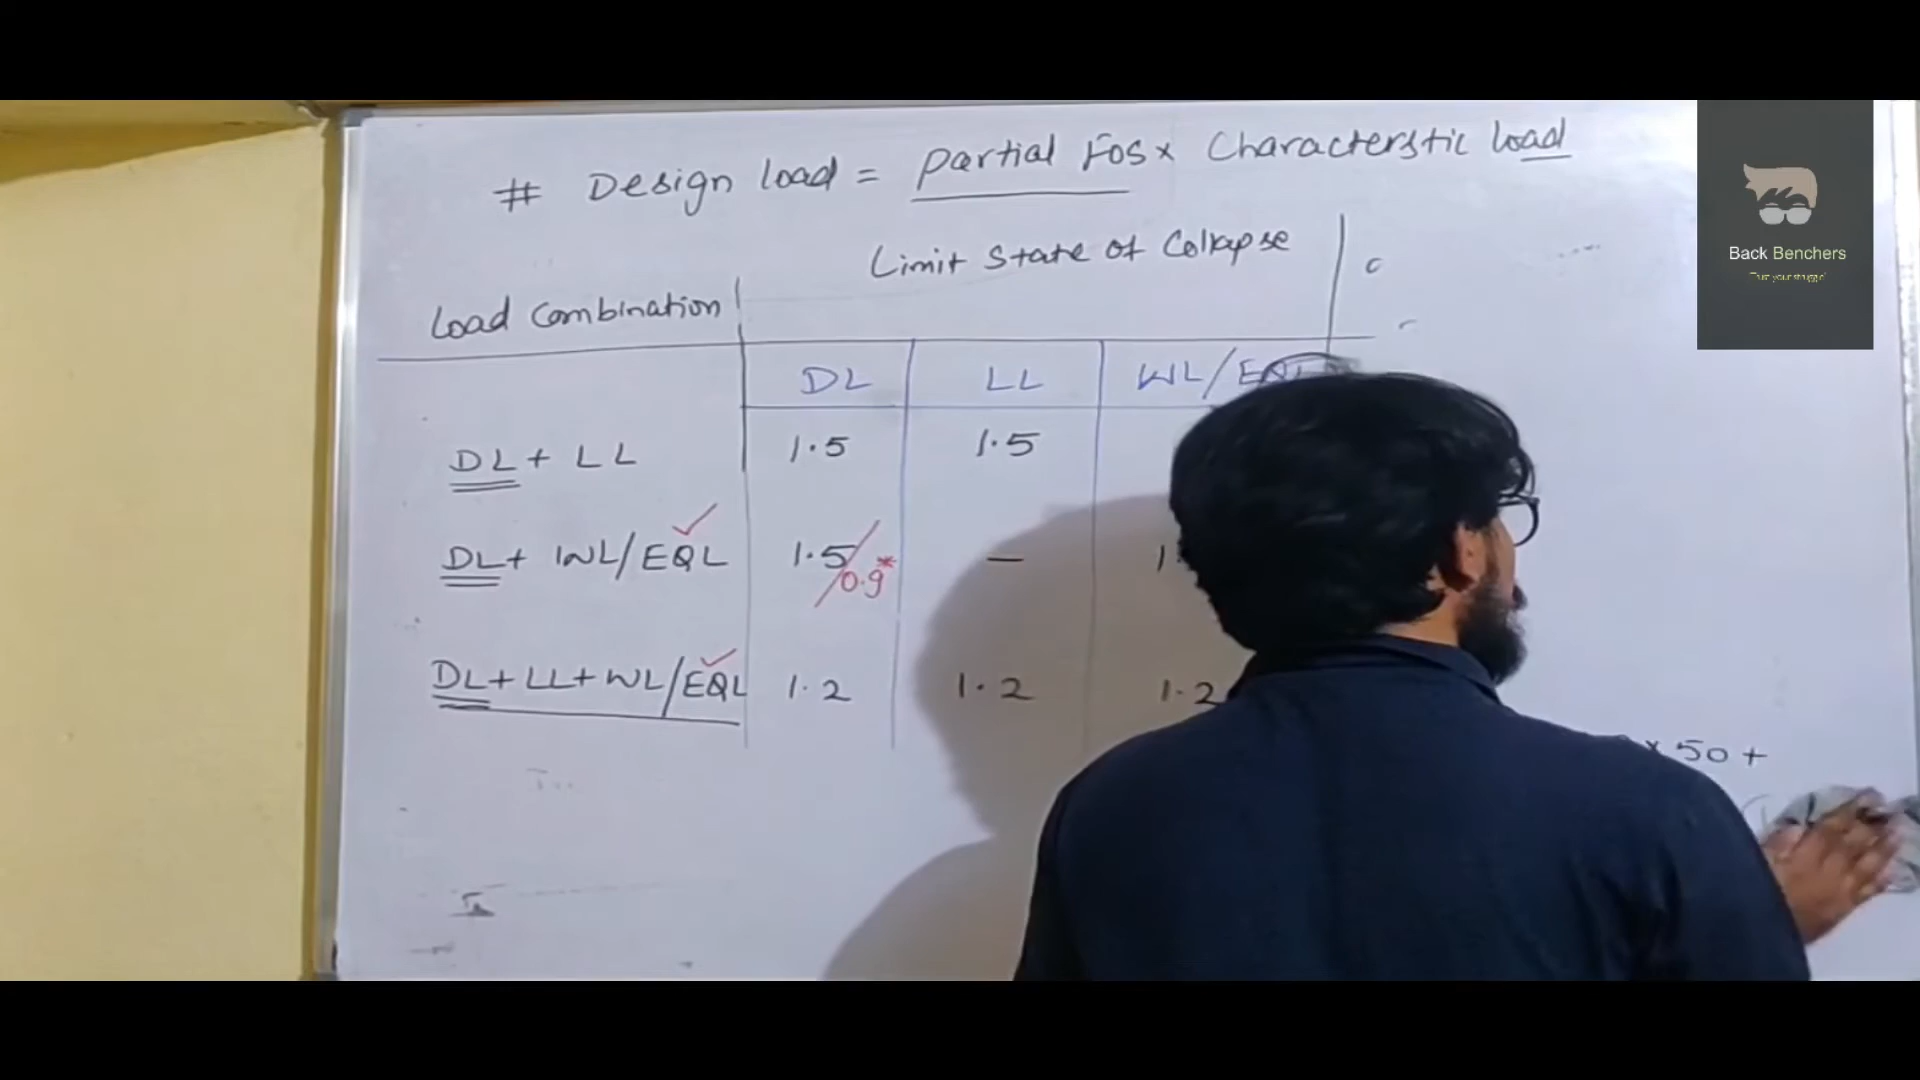 # Design load = Partial FOS x Characterstic load
Limit State of Collapse
Load Combination
DL LL WL/EQL
DL + LL 1.5 1.5
DL + WL/EQL 1.5/0.9* —
DL+LL+WL/EQL 1.2 1.2 1.2
x 50 +
Back Benchers